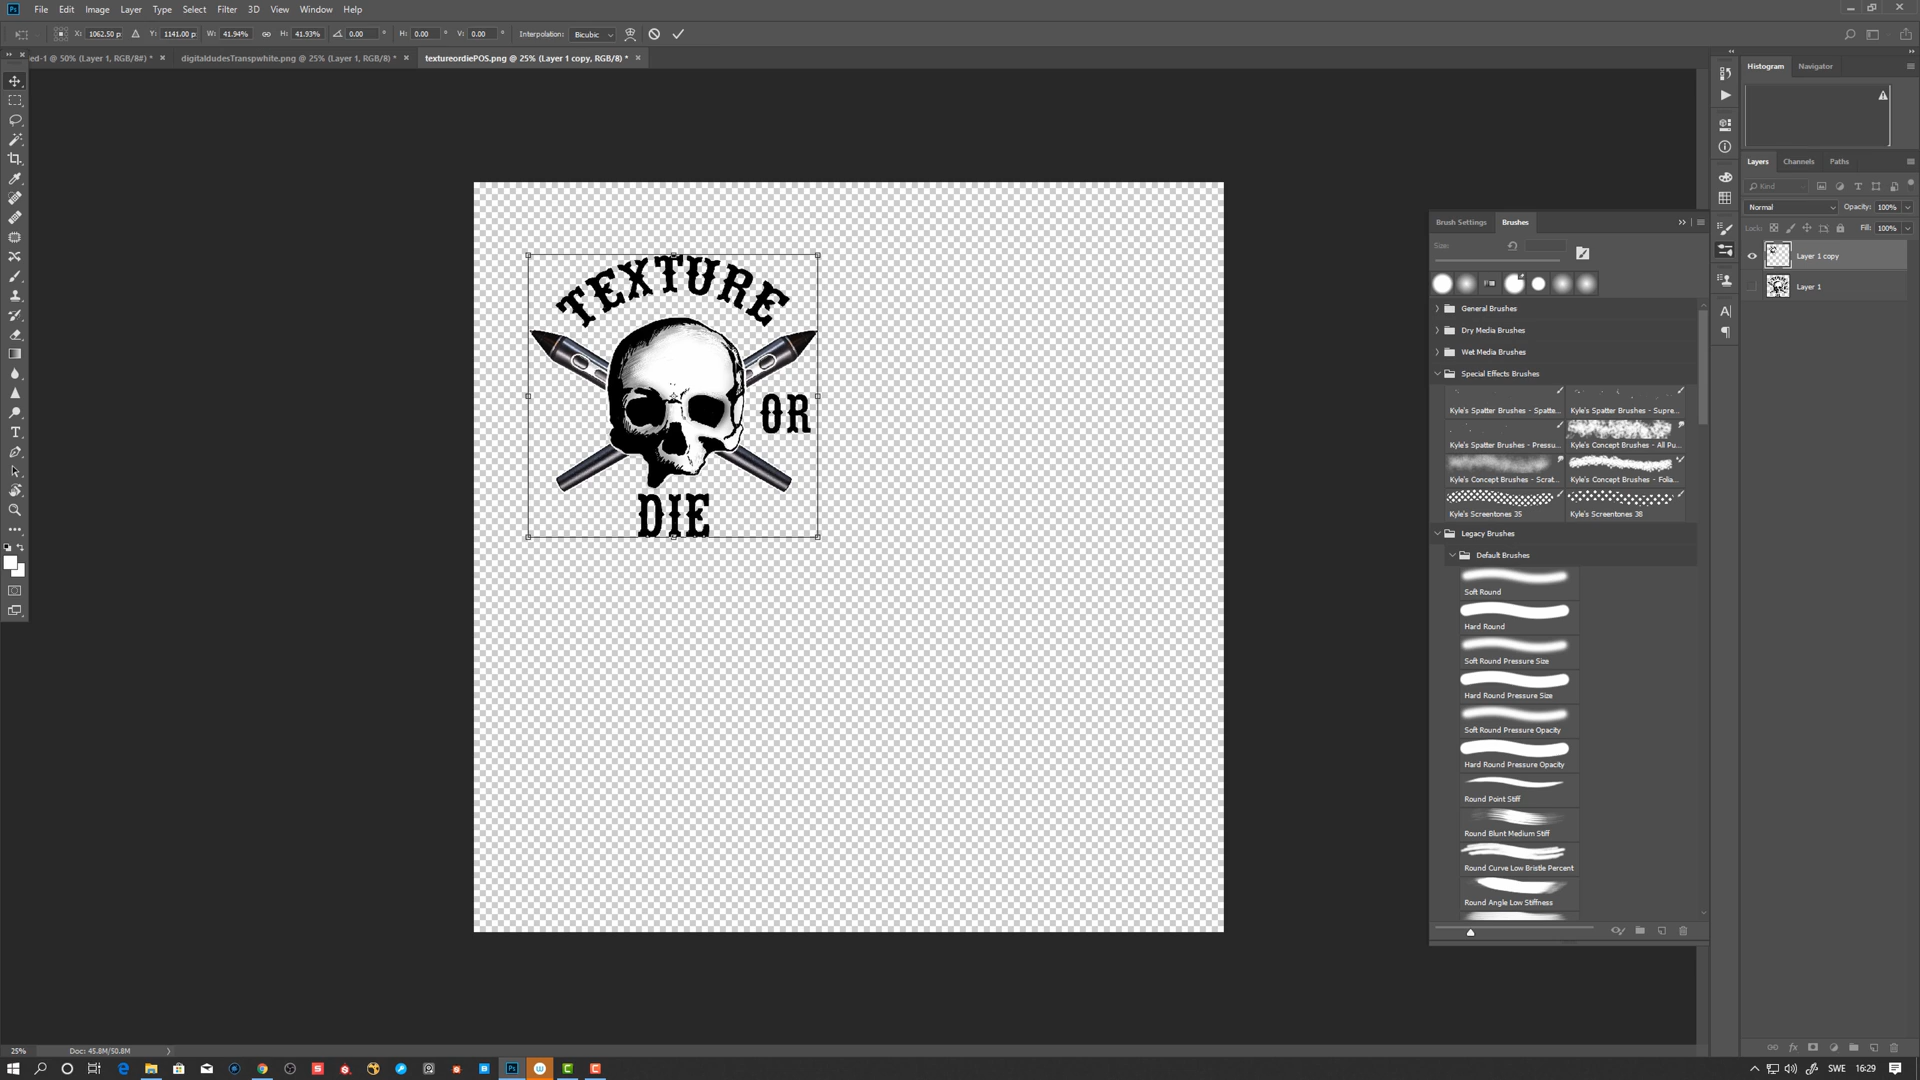 Ps File Edit Image Layer Type Select Filter 3D View Window Help
X: 1062.50 p: Y: 1141.00 p: W: 41.94% H: 41.93% 0.00 ° H: 0.00 ° V: 0.00 ° Interpolation: Bicubic
ed-1 @ 50% (Layer 1, RGB/8#) * digitaldudesTranspwhite.png @ 25% (Layer 1, RGB/8) * textureordiePOS.png @ 25% (Layer 1 copy, RGB/8) *
Histogram Navigator
Layers Channels Paths
Kind
Normal Opacity: 100%
Lock: Fill: 100%
Layer 1 copy
Layer 1
Brush Settings Brushes
Size:
General Brushes
Dry Media Brushes
Wet Media Brushes
Special Effects Brushes
Kyle's Spatter Brushes - Spatte... Kyle's Spatter Brushes - Supre...
Kyle's Spatter Brushes - Pressu... Kyle's Concept Brushes - All Pu...
Kyle's Concept Brushes - Scrat... Kyle's Concept Brushes - Folia...
Kyle's Screentones 35 Kyle's Screentones 38
Legacy Brushes
Default Brushes
Soft Round
Hard Round
Soft Round Pressure Size
Hard Round Pressure Size
Soft Round Pressure Opacity
Hard Round Pressure Opacity
Round Point Stiff
Round Blunt Medium Stiff
Round Curve Low Bristle Percent
Round Angle Low Stiffness
TEXTURE
OR
DIE
25% Doc: 45.8M/50.8M
SWE 16:29